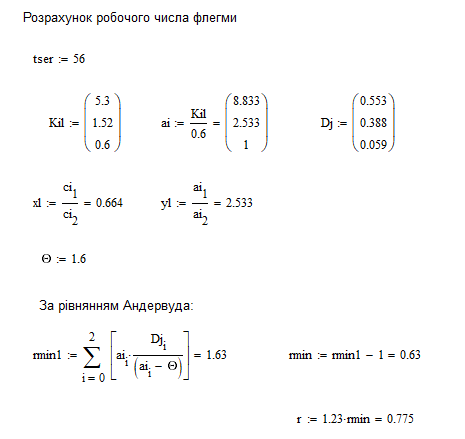 Розрахунок робочого числа флегми
tser := 56
Kil := (5.3 1.52 0.6) ai := Kil / 0.6 = (8.833 2.533 1) Dj := (0.553 0.388 0.059)
xl := ci₁ / ci₂ = 0.664 yl := ai₁ / ai₂ = 2.533
Θ := 1.6
За рівнянням Андервуда:
rmin1 := ∑ i = 0 2 [ai_i · Dj_i / (ai_i − Θ)] = 1.63 rmin := rmin1 − 1 = 0.63
r := 1.23·rmin = 0.775